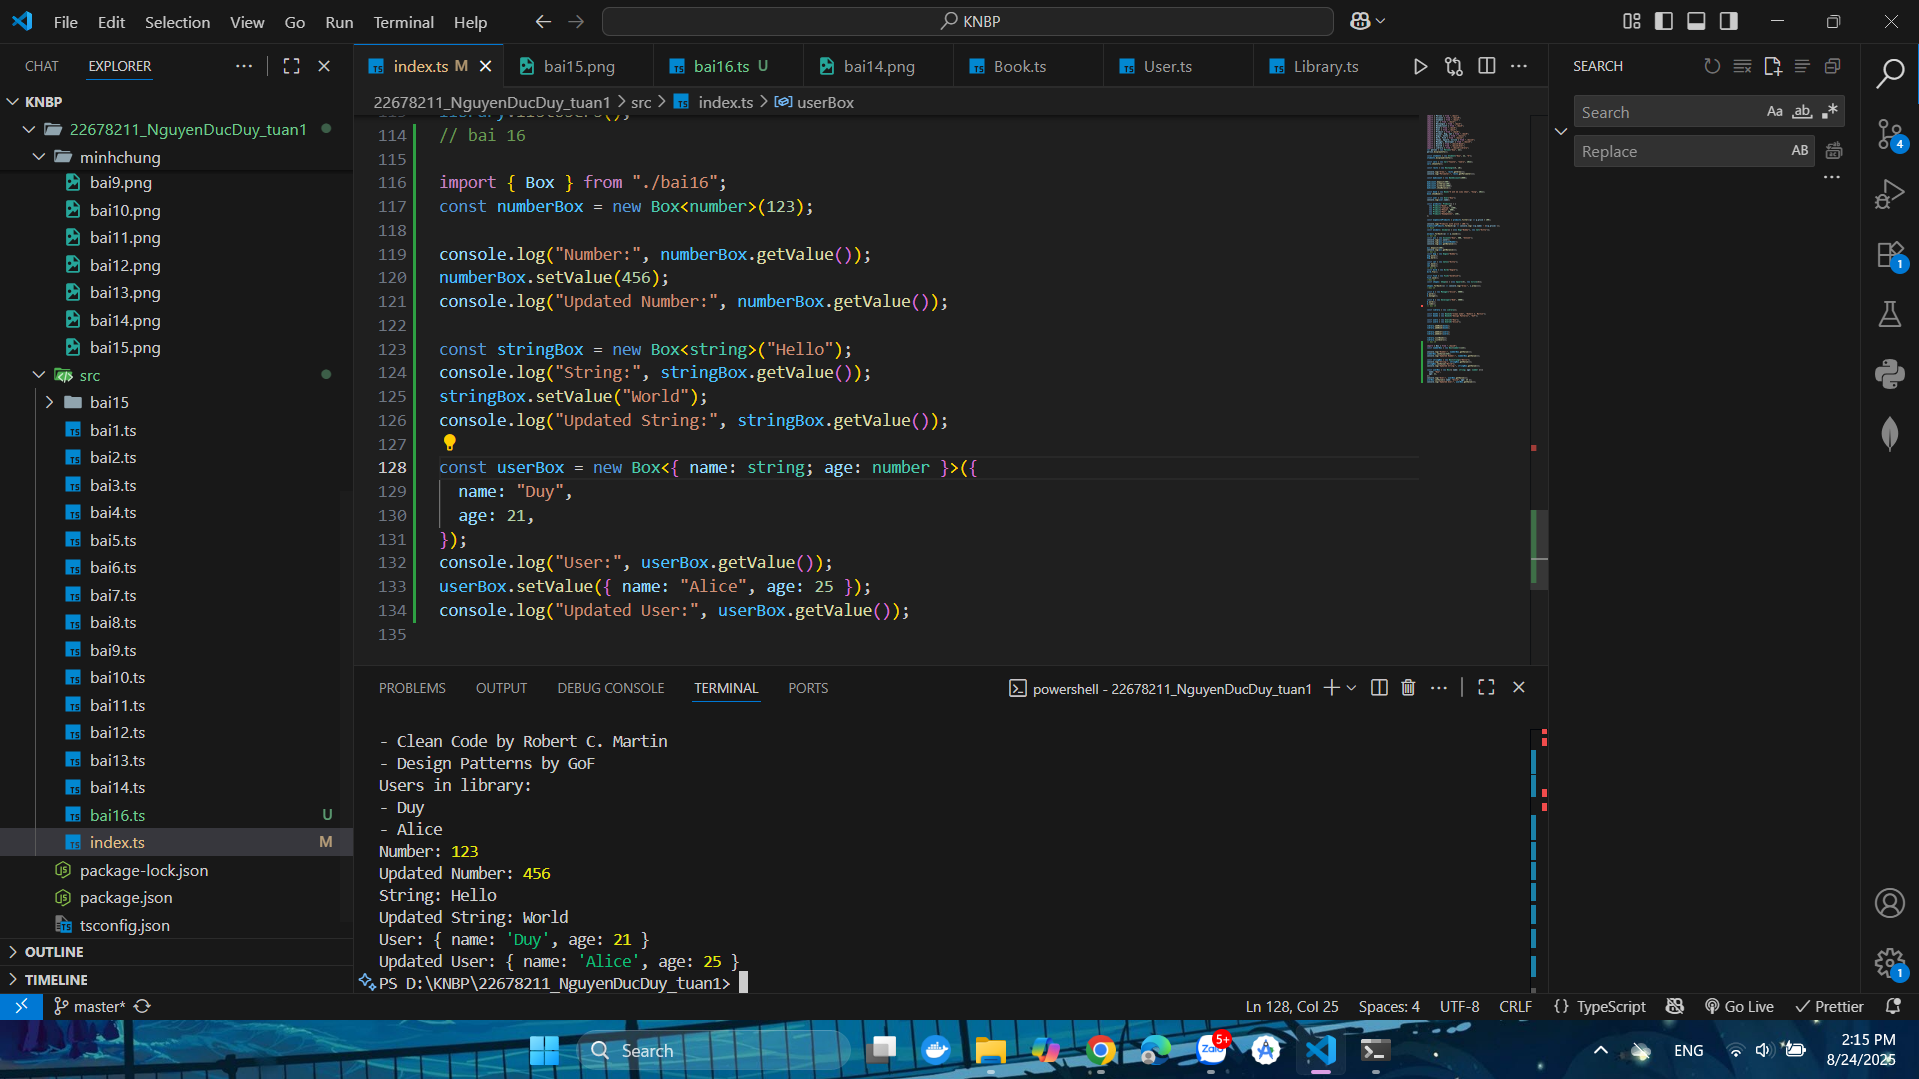 File Edit Selection View Go Run Terminal Help
KNBP
CHAT EXPLORER
KNBP
22678211_NguyenDucDuy_tuan1
minhchung
bai9.png
bai10.png
bai11.png
bai12.png
bai13.png
bai14.png
bai15.png
src
bai15
bai1.ts
bai2.ts
bai3.ts
bai4.ts
bai5.ts
bai6.ts
bai7.ts
bai8.ts
bai9.ts
bai10.ts
bai11.ts
bai12.ts
bai13.ts
bai14.ts
bai16.ts U
index.ts M
package-lock.json
package.json
tsconfig.json
OUTLINE
TIMELINE
index.ts M bai15.png bai16.ts U bai14.png Book.ts User.ts Library.ts
22678211_NguyenDucDuy_tuan1 > src > index.ts > userBox
113 library.listUsers();
114 // bai 16
115
116 import { Box } from "./bai16";
117 const numberBox = new Box<number>(123);
118
119 console.log("Number:", numberBox.getValue());
120 numberBox.setValue(456);
121 console.log("Updated Number:", numberBox.getValue());
122
123 const stringBox = new Box<string>("Hello");
124 console.log("String:", stringBox.getValue());
125 stringBox.setValue("World");
126 console.log("Updated String:", stringBox.getValue());
127
128 const userBox = new Box<{ name: string; age: number }>({
129 name: "Duy",
130 age: 21,
131 });
132 console.log("User:", userBox.getValue());
133 userBox.setValue({ name: "Alice", age: 25 });
134 console.log("Updated User:", userBox.getValue());
135
PROBLEMS OUTPUT DEBUG CONSOLE TERMINAL PORTS
powershell - 22678211_NguyenDucDuy_tuan1
- Clean Code by Robert C. Martin
- Design Patterns by GoF
Users in library:
- Duy
- Alice
Number: 123
Updated Number: 456
String: Hello
Updated String: World
User: { name: 'Duy', age: 21 }
Updated User: { name: 'Alice', age: 25 }
PS D:\KNBP\22678211_NguyenDucDuy_tuan1>
SEARCH
Search Aa ab .*
Replace AB
4
1
1
master* Ln 128, Col 25 Spaces: 4 UTF-8 CRLF {} TypeScript Go Live Prettier
Search
Zalo 5+
ENG
2:15 PM
8/24/2025